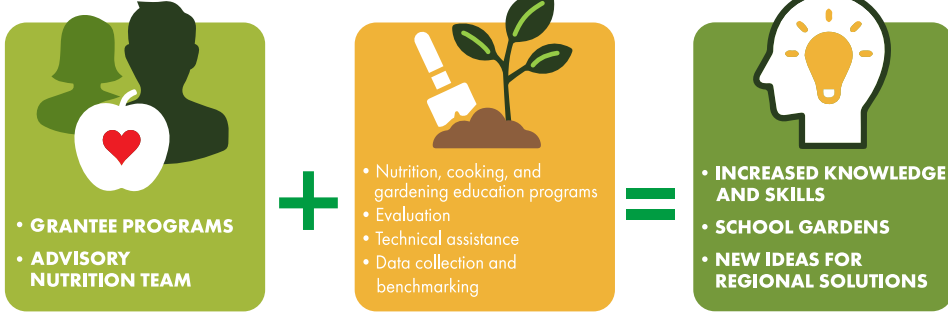 • GRANTEE PROGRAMS
• ADVISORY
NUTRITION TEAM
+
• Nutrition, cooking, and
gardening education programs
• Evaluation
• Technical assistance
• Data collection and
benchmarking
=
• INCREASED KNOWLEDGE
AND SKILLS
• SCHOOL GARDENS
• NEW IDEAS FOR
REGIONAL SOLUTIONS